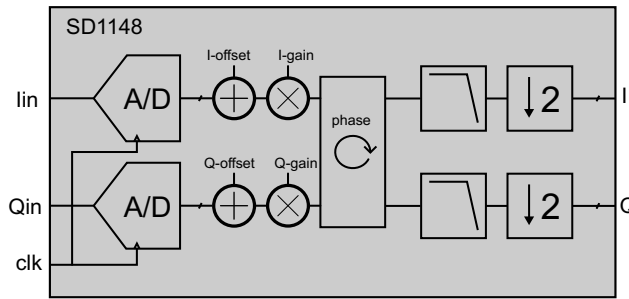 SD1148
I-offset I-gain
Iin A/D + × ↓2 I
phase
Q-offset Q-gain
Qin A/D + × ↓2 Q
clk